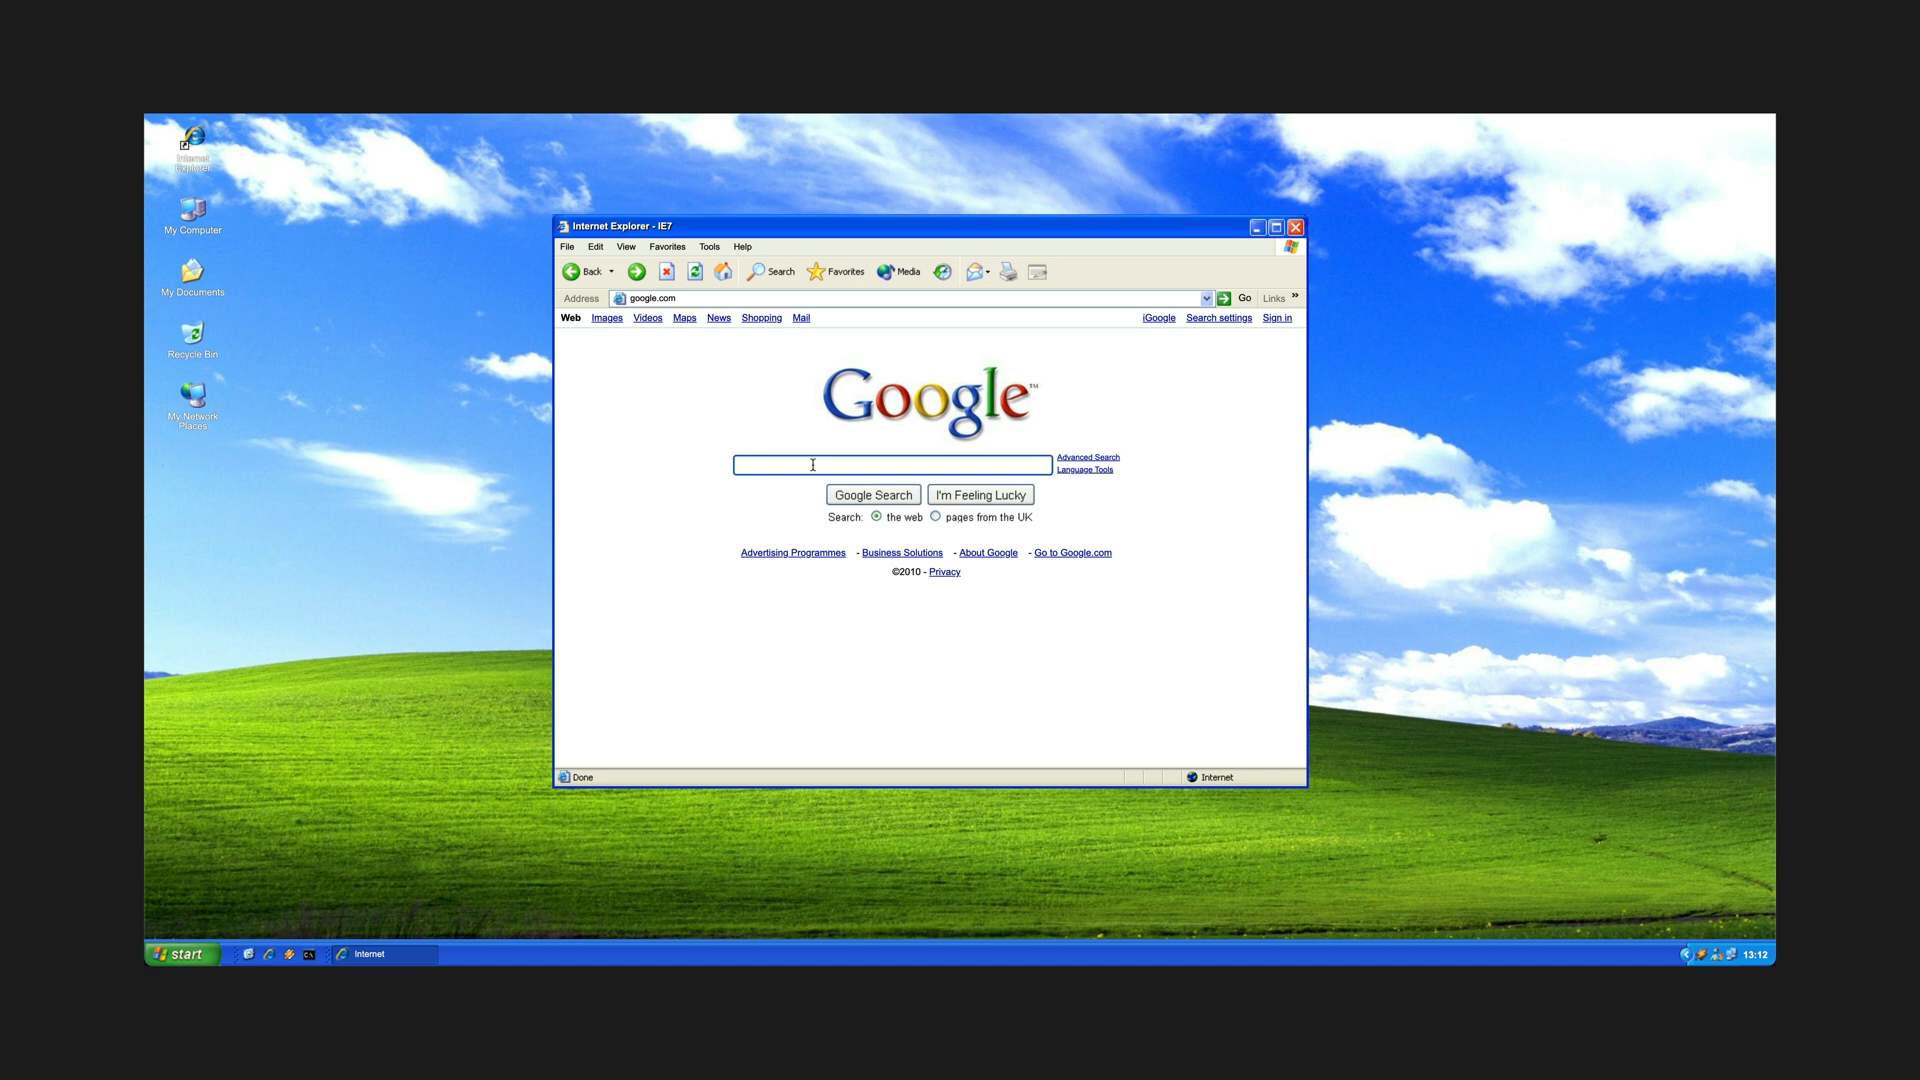 Internet
Explorer
My Computer
My Documents
Recycle Bin
My Network
Places
Internet Explorer - IE7
File Edit View Favorites Tools Help
Back Search Favorites Media
Address google.com Go Links »
Web Images Videos Maps News Shopping Mail iGoogle Search settings Sign in
Google™
Advanced Search
Language Tools
Google Search I'm Feeling Lucky
Search: the web pages from the UK
Advertising Programmes - Business Solutions - About Google - Go to Google.com
©2010 - Privacy
Done Internet
start C:\ Internet 13:12